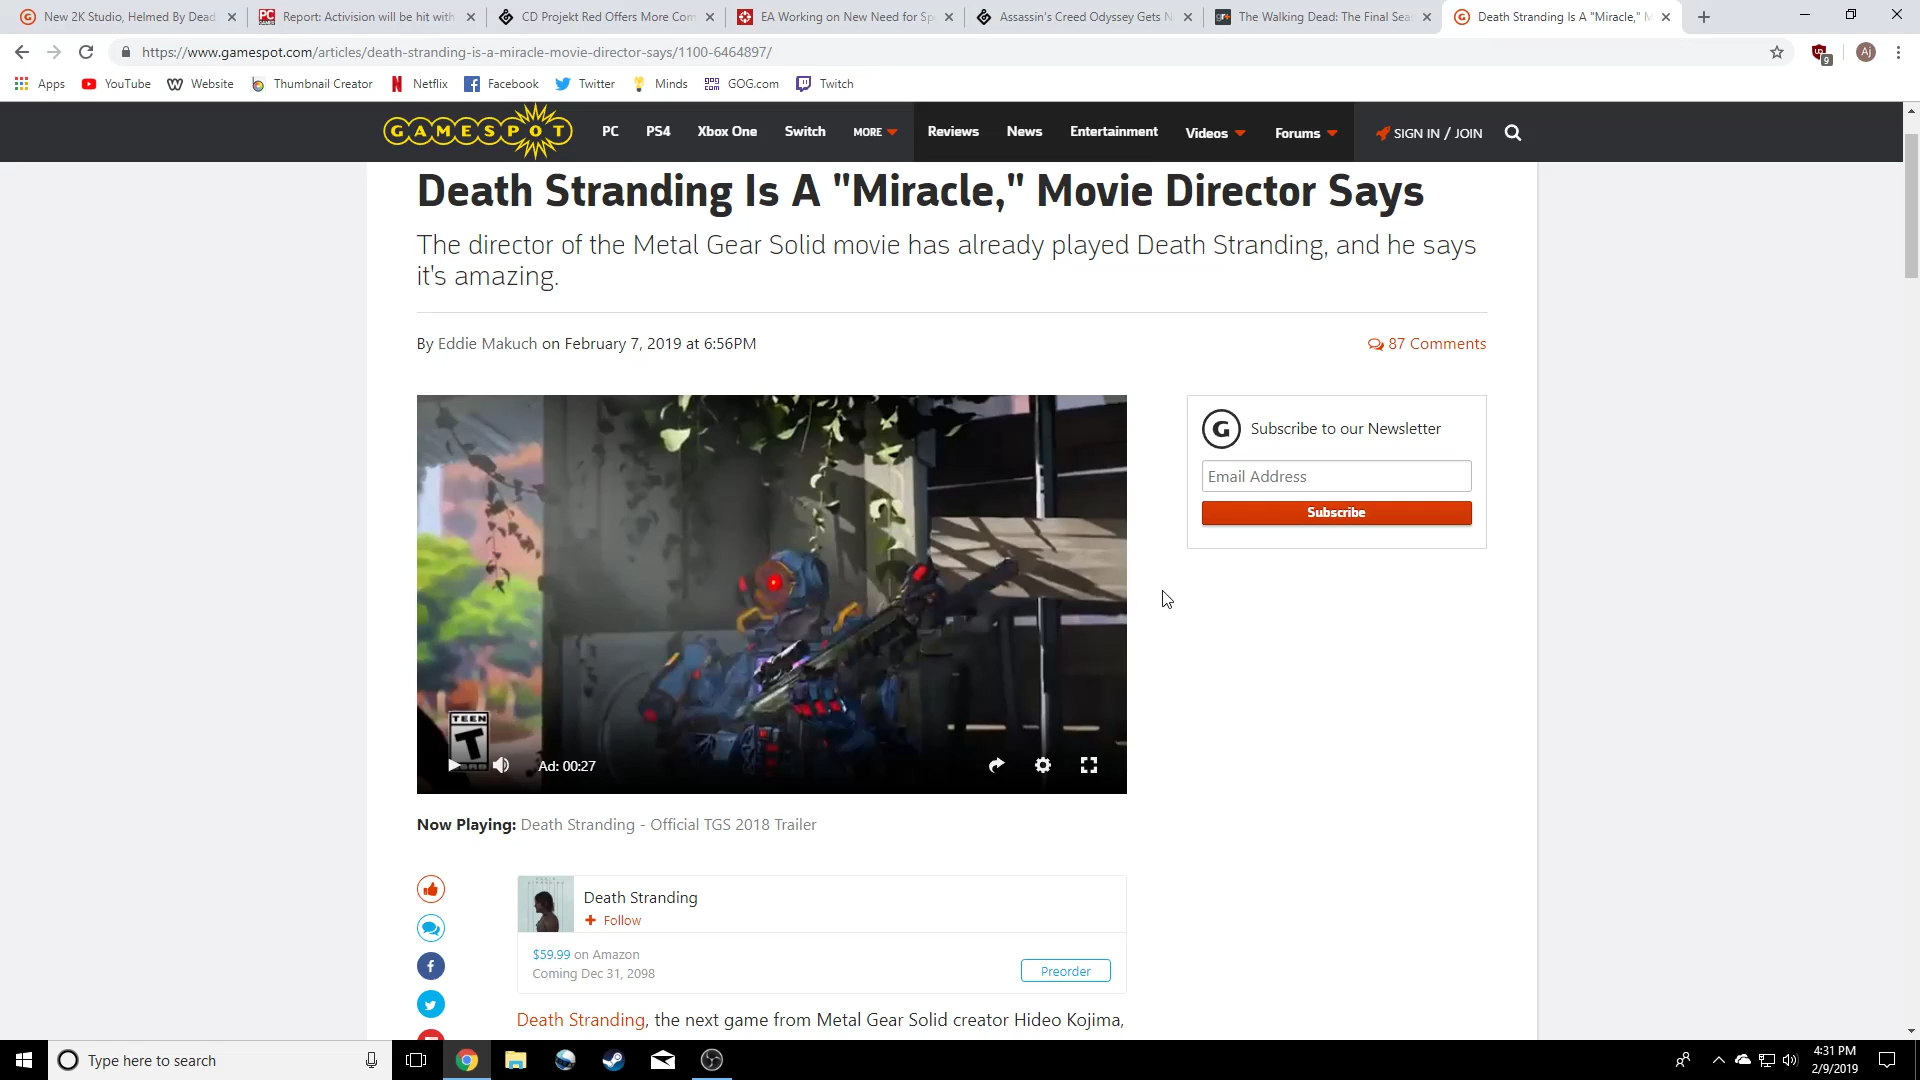 New 2K Studio, Helmed By Dead
Report: Activision will be hit with
CD Projekt Red Offers More Com
EA Working on New Need for Sp
Assassin's Creed Odyssey Gets N
The Walking Dead: The Final Sea
Death Stranding Is A "Miracle," M
https://www.gamespot.com/articles/death-stranding-is-a-miracle-movie-director-says/1100-6464897/
9
Aj
Apps
YouTube
Website
Thumbnail Creator
Netflix
Facebook
Twitter
Minds
GOG.com
Twitch
GAMESPOT
PC
PS4
Xbox One
Switch
MORE
Reviews
News
Entertainment
Videos
Forums
SIGN IN / JOIN
Death Stranding Is A "Miracle," Movie Director Says
The director of the Metal Gear Solid movie has already played Death Stranding, and he says
it's amazing.
By Eddie Makuch on February 7, 2019 at 6:56PM
87 Comments
G Subscribe to our Newsletter
Email Address
Subscribe
TEEN
T
Ad: 00:27
Now Playing: Death Stranding - Official TGS 2018 Trailer
Death Stranding
+ Follow
$59.99 on Amazon
Coming Dec 31, 2098
Preorder
Death Stranding, the next game from Metal Gear Solid creator Hideo Kojima,
Type here to search
4:31 PM
2/9/2019